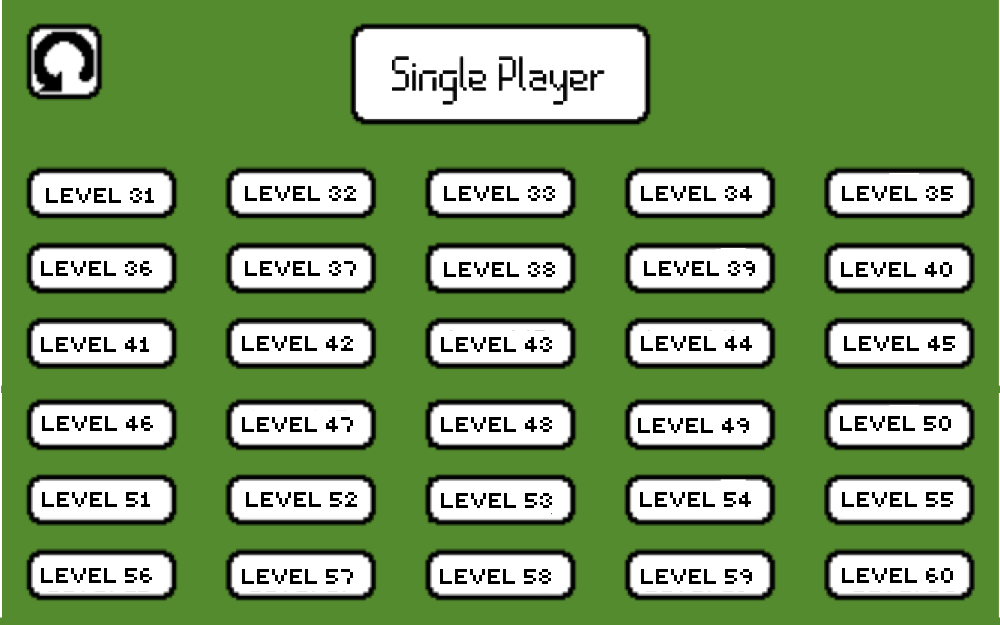 Single Player
LEVEL 31 LEVEL 32 LEVEL 33 LEVEL 34 LEVEL 35
LEVEL 36 LEVEL 37 LEVEL 38 LEVEL 39 LEVEL 40
LEVEL 41 LEVEL 42 LEVEL 43 LEVEL 44 LEVEL 45
LEVEL 46 LEVEL 47 LEVEL 48 LEVEL 49 LEVEL 50
LEVEL 51 LEVEL 52 LEVEL 53 LEVEL 54 LEVEL 55
LEVEL 56 LEVEL 57 LEVEL 58 LEVEL 59 LEVEL 60